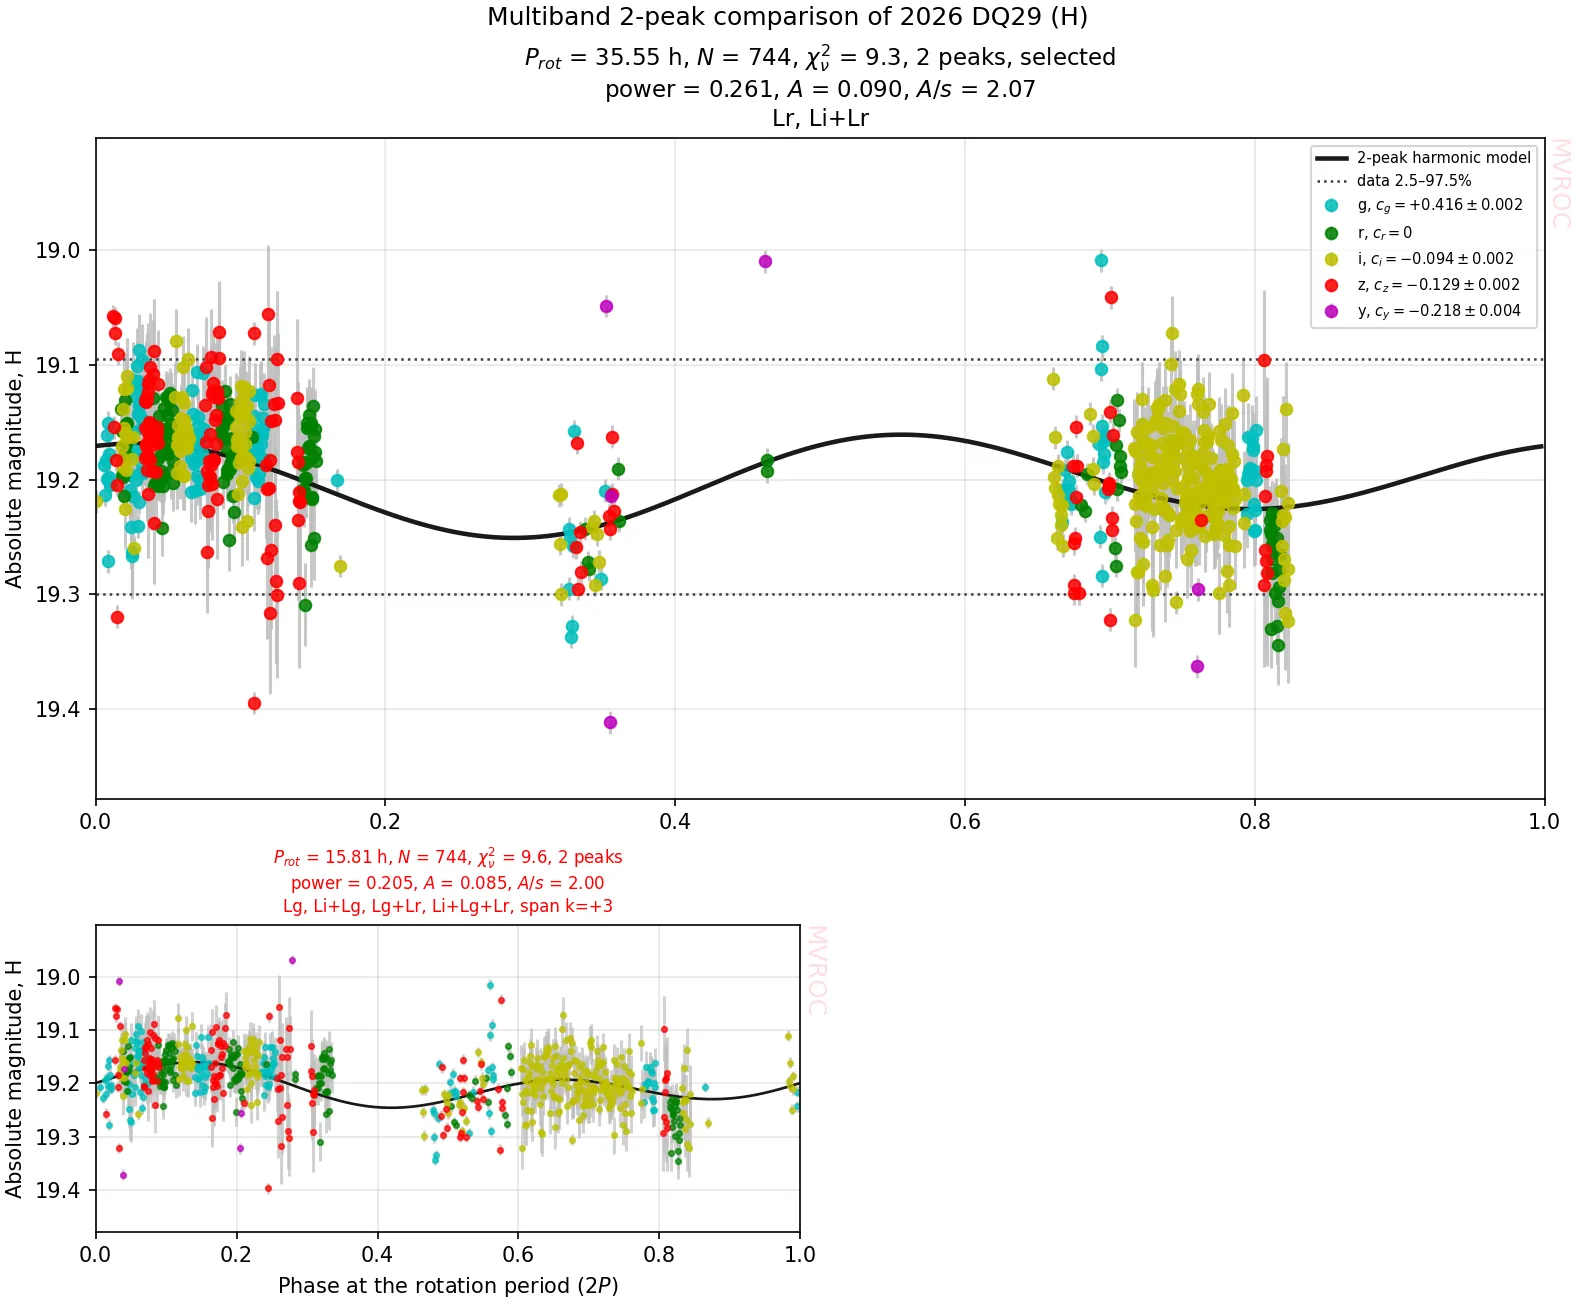 Multiband 2-peak comparison of 2026 DQ29 (H)
P_rot = 35.55 h, N = 744, χ²_ν = 9.3, 2 peaks, selected
power = 0.261, A = 0.090, A/s = 2.07
Lr, Li+Lr
MVROC
2-peak harmonic model
data 2.5–97.5%
g, c_g = +0.416 ± 0.002
r, c_r = 0
i, c_i = −0.094 ± 0.002
z, c_z = −0.129 ± 0.002
y, c_y = −0.218 ± 0.004
Absolute magnitude, H
19.0
19.1
19.2
19.3
19.4
0.0 0.2 0.4 0.6 0.8 1.0
P_rot = 15.81 h, N = 744, χ²_ν = 9.6, 2 peaks
power = 0.205, A = 0.085, A/s = 2.00
Lg, Li+Lg, Lg+Lr, Li+Lg+Lr, span k=+3
MVROC
Absolute magnitude, H
19.0
19.1
19.2
19.3
19.4
0.0 0.2 0.4 0.6 0.8 1.0
Phase at the rotation period (2P)